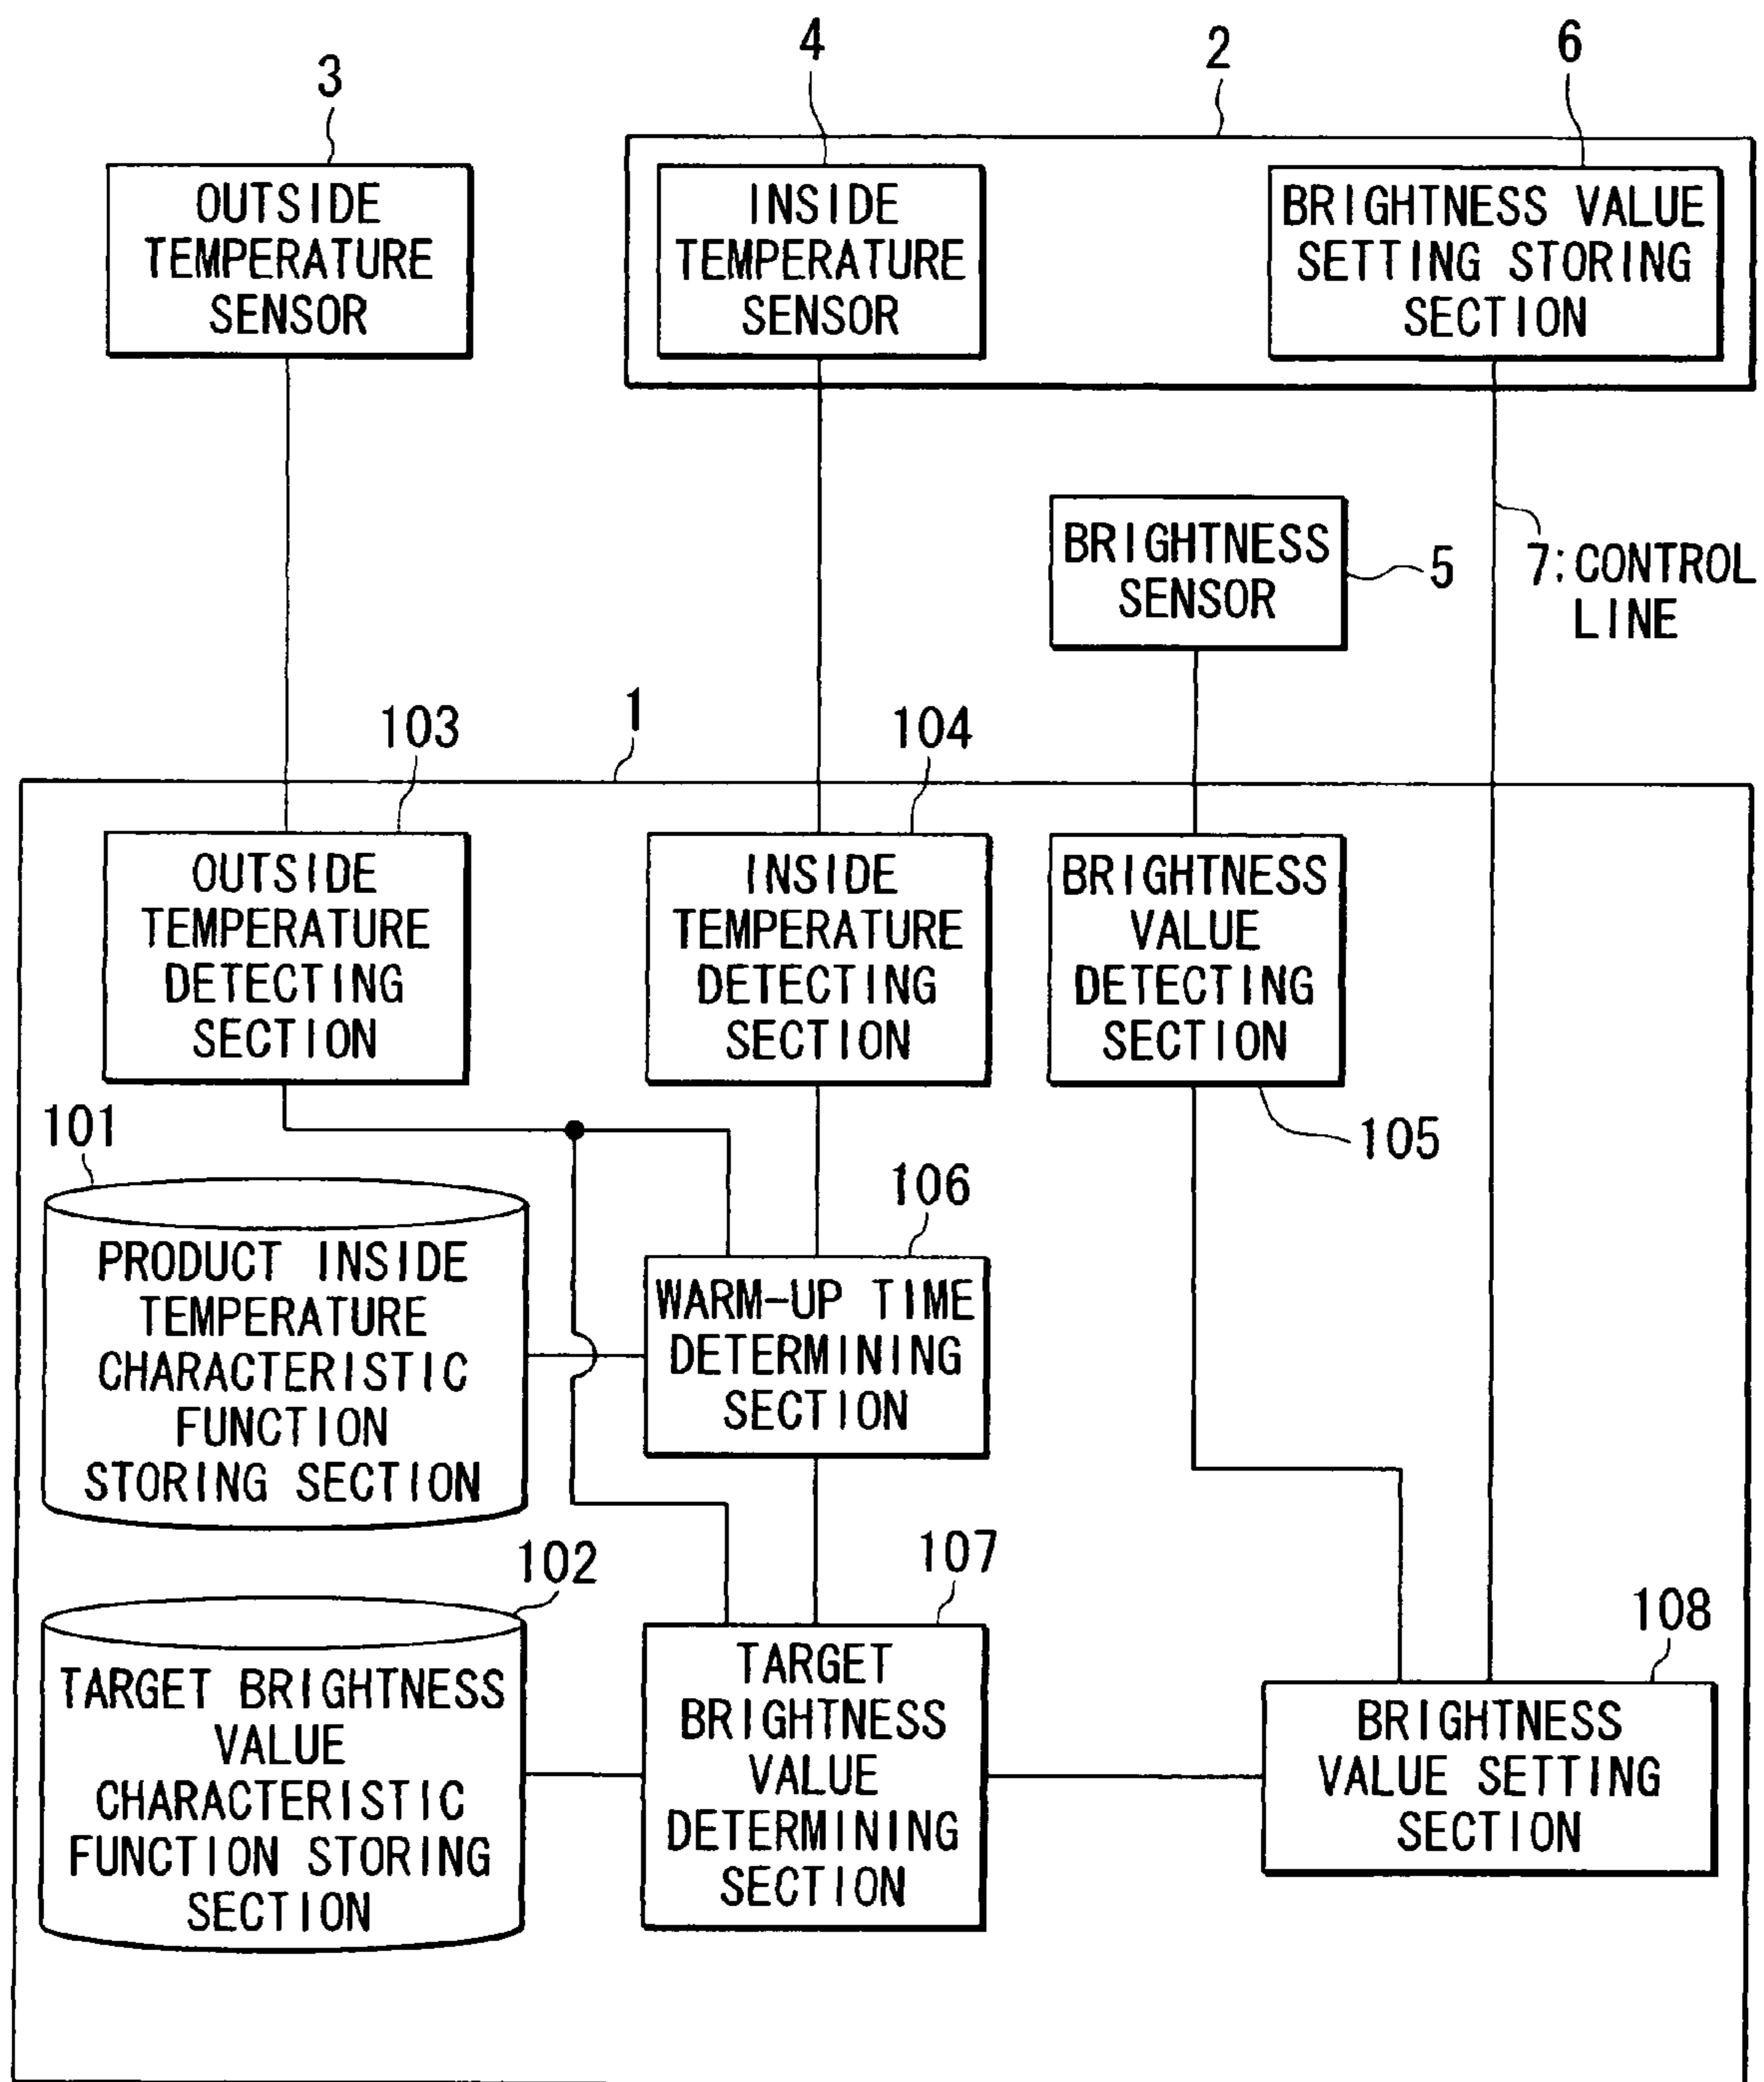 4
2
6
3
OUTSIDE
TEMPERATURE
SENSOR
INSIDE
TEMPERATURE
SENSOR
BRIGHTNESS VALUE
SETTING STORING
SECTION
BRIGHTNESS
SENSOR
5
7:CONTROL
LINE
1
103
104
OUTSIDE
TEMPERATURE
DETECTING
SECTION
INSIDE
TEMPERATURE
DETECTING
SECTION
BRIGHTNESS
VALUE
DETECTING
SECTION
105
101
106
PRODUCT INSIDE
TEMPERATURE
CHARACTERISTIC
FUNCTION
STORING SECTION
WARM-UP TIME
DETERMINING
SECTION
102
107
108
TARGET BRIGHTNESS
VALUE
CHARACTERISTIC
FUNCTION STORING
SECTION
TARGET
BRIGHTNESS
VALUE
DETERMINING
SECTION
BRIGHTNESS
VALUE SETTING
SECTION